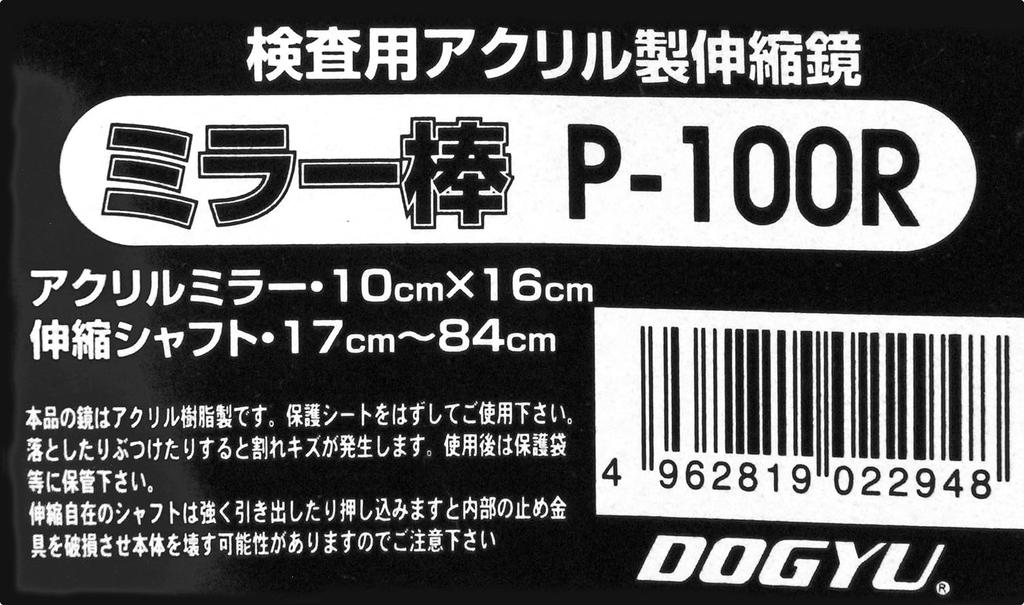 検査用アクリル製伸縮鏡
ミラー棒 P-100R
アクリルミラー・10cm×16cm
伸縮シャフト・17cm～84cm
本品の鏡はアクリル樹脂製です。保護シートをはずしてご使用下さい。
落としたりぶつけたりすると割れキズが発生します。使用後は保護袋
等に保管下さい。
伸縮自在のシャフトは強く引き出したり押し込みますと内部の止め金
具を破損させ本体を壊す可能性がありますのでご注意下さい
4 962819 022948
DOGYU®